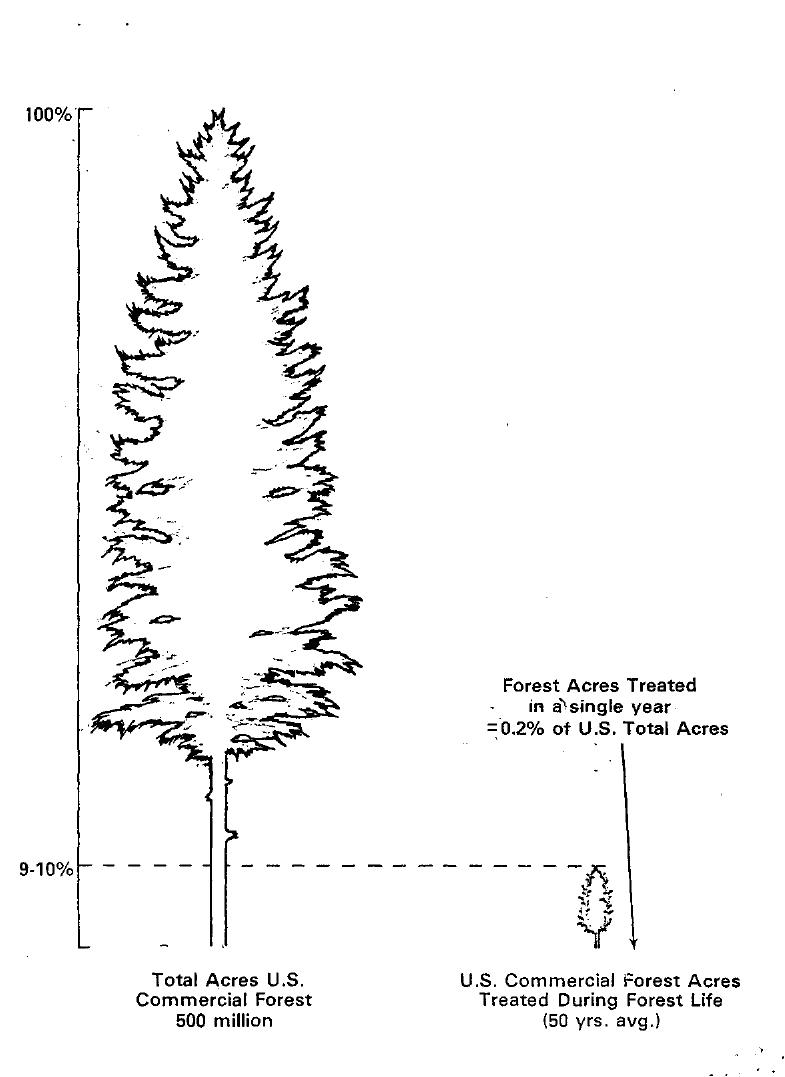 100%
Forest Acres Treated
in a single year
=0.2% of U.S. Total Acres
9-10%
Total Acres U.S.
Commercial Forest
500 million
U.S. Commercial Forest Acres
Treated During Forest Life
(50 yrs. avg.)